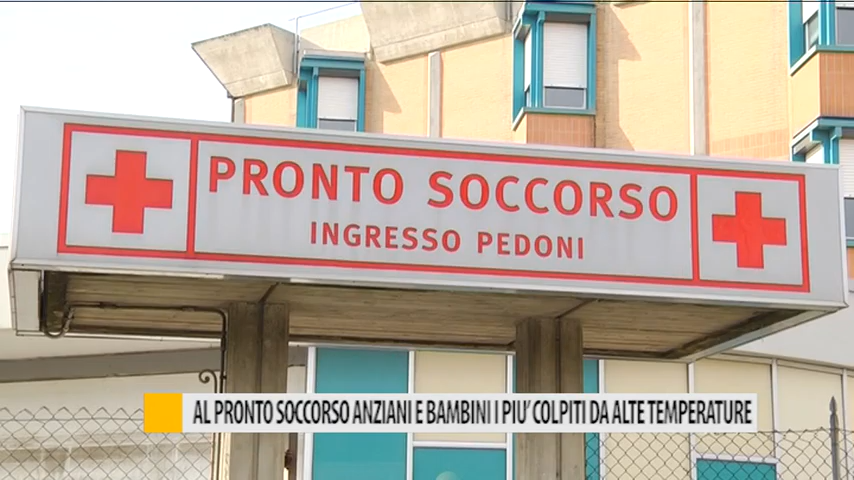 PRONTO SOCCORSO
INGRESSO PEDONI
AL PRONTO SOCCORSO ANZIANI E BAMBINI I PIU' COLPITI DA ALTE TEMPERATURE